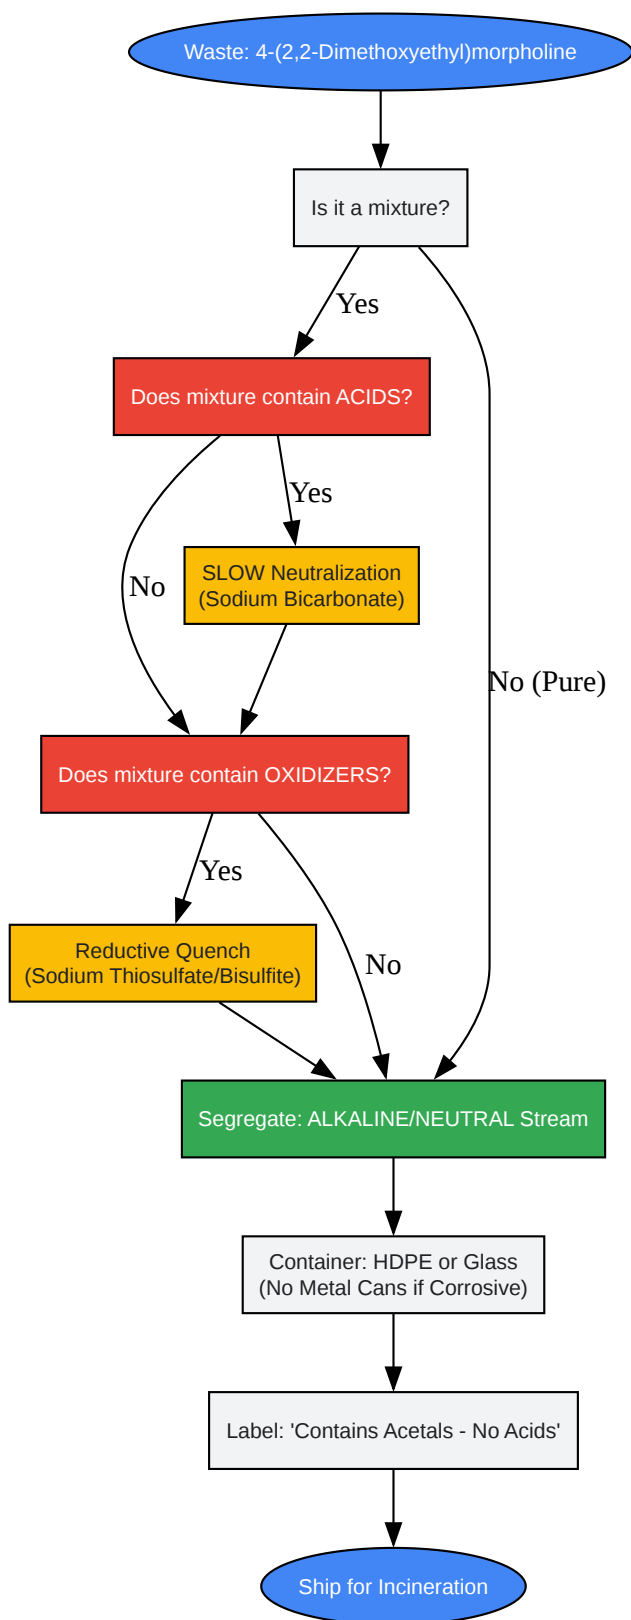 Waste: 4-(2,2-Dimethoxyethyl)morpholine
Is it a mixture?
Yes
Does mixture contain ACIDS?
Yes
SLOW Neutralization
(Sodium Bicarbonate)
No
No (Pure)
Does mixture contain OXIDIZERS?
Yes
Reductive Quench
(Sodium Thiosulfate/Bisulfite)
No
Segregate: ALKALINE/NEUTRAL Stream
Container: HDPE or Glass
(No Metal Cans if Corrosive)
Label: 'Contains Acetals - No Acids'
Ship for Incineration